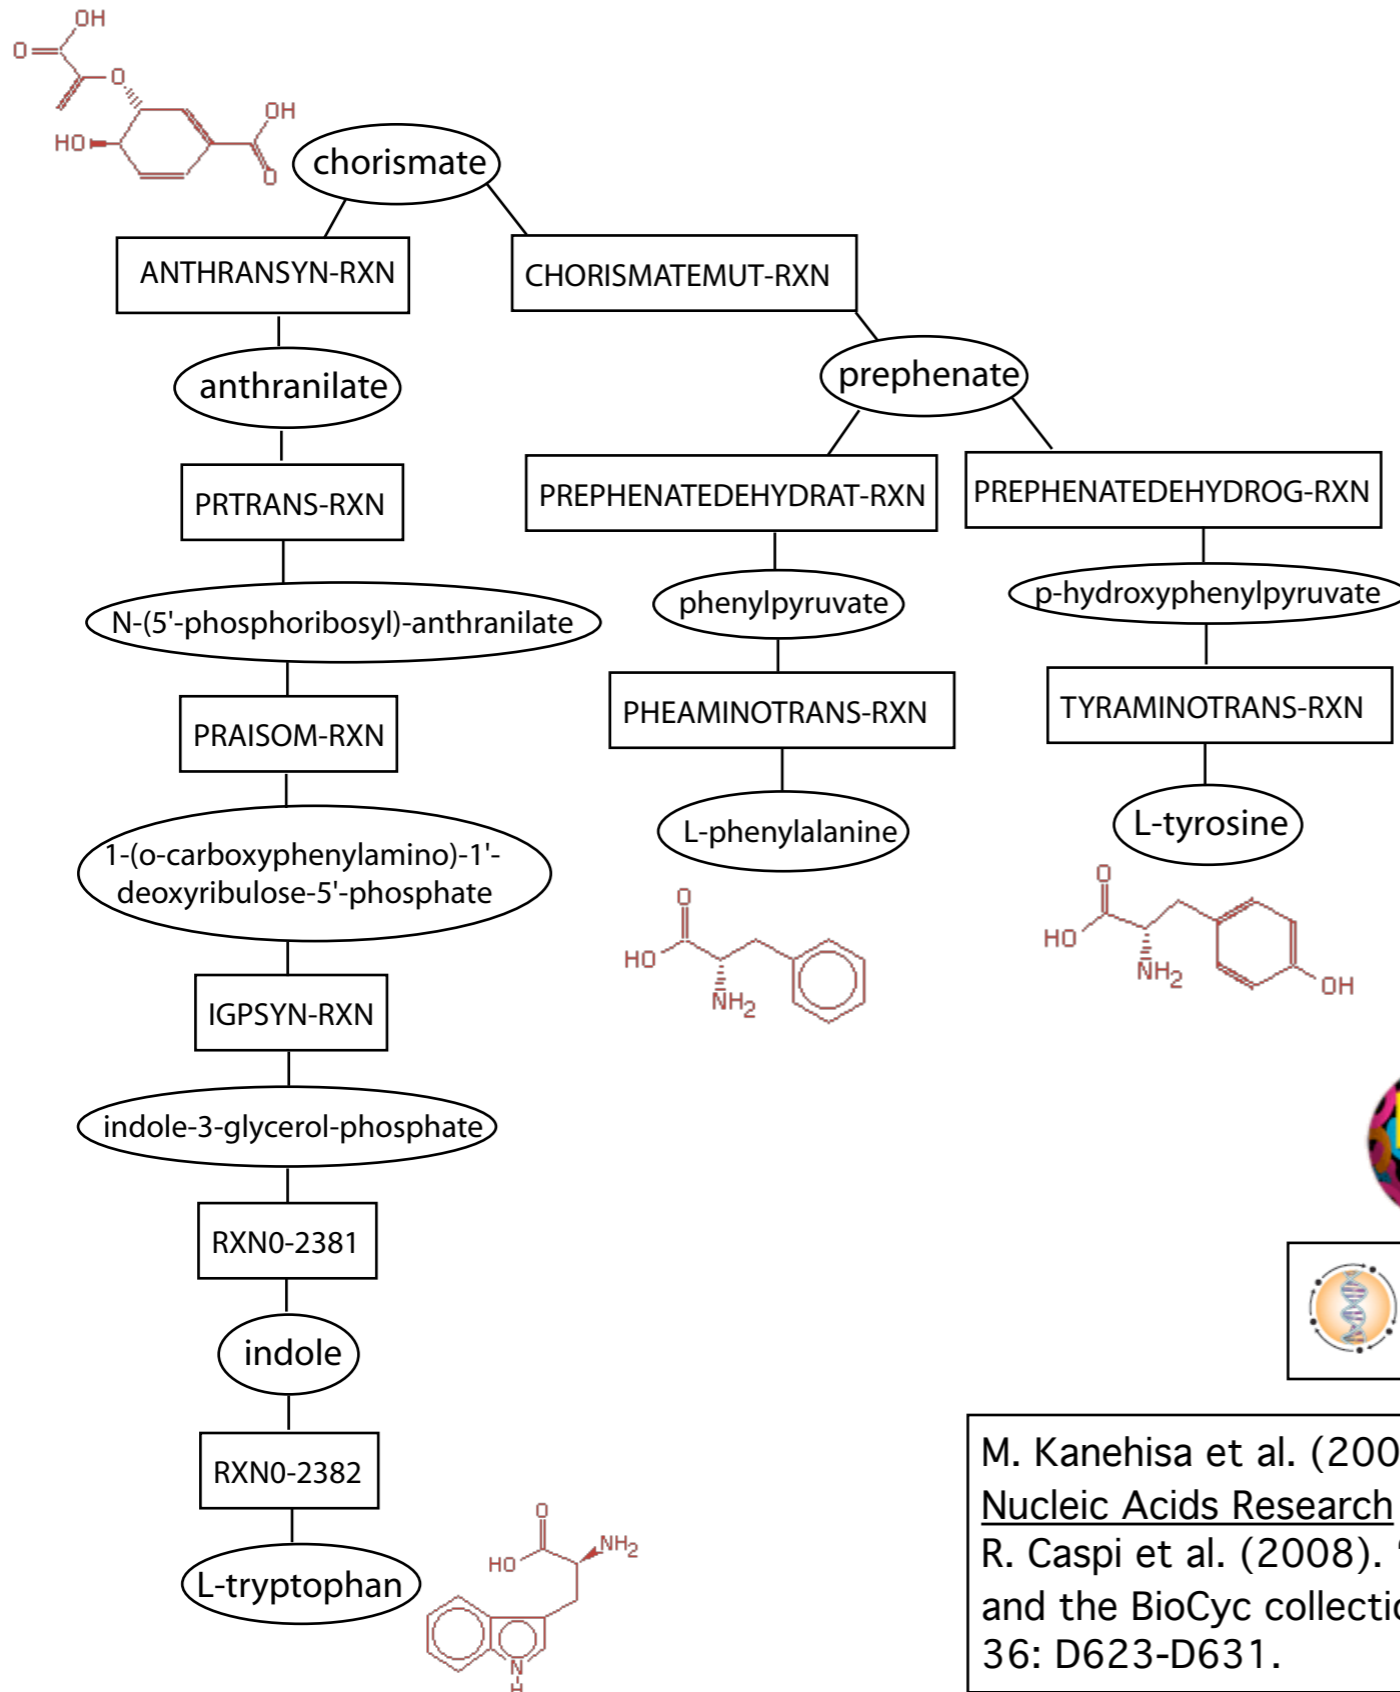 OH
O
O
HO
OH
O
chorismate
ANTHRANSYN-RXN
CHORISMATEMUT-RXN
anthranilate
prephenate
PRTRANS-RXN
PREPHENATEDEHYDRAT-RXN
PREPHENATEDEHYDROG-RXN
N-(5'-phosphoribosyl)-anthranilate
phenylpyruvate
p-hydroxyphenylpyruvate
PRAISOM-RXN
PHEAMINOTRANS-RXN
TYRAMINOTRANS-RXN
1-(o-carboxyphenylamino)-1'-
deoxyribulose-5'-phosphate
L-phenylalanine
L-tyrosine
O
HO
NH2
O
HO
NH2
OH
IGPSYN-RXN
indole-3-glycerol-phosphate
RXN0-2381
indole
RXN0-2382
L-tryptophan
O
HO
NH2
N
H
M. Kanehisa et al. (200
Nucleic Acids Research
R. Caspi et al. (2008). "
and the BioCyc collectio
36: D623-D631.